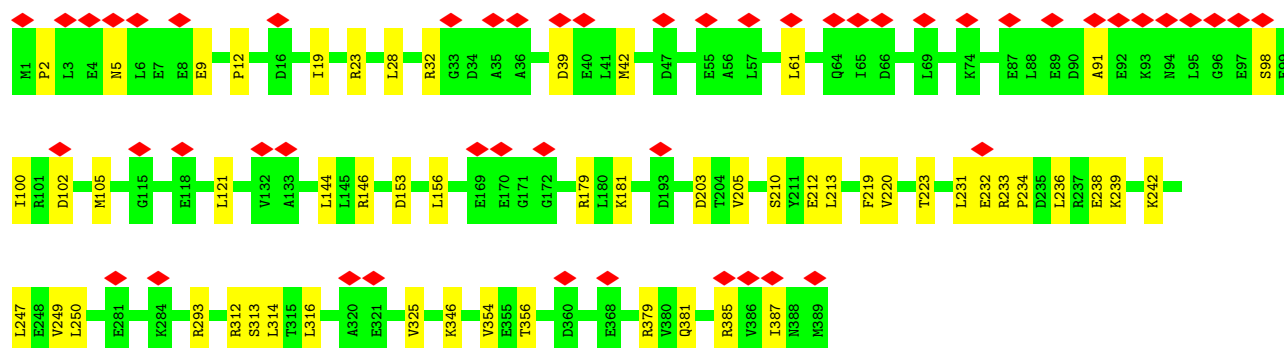 M1 P2 L3 E4 N5 L6 E7 E8 E9 P12 D16 I19 R23 L28 R32 G33 D34 A35 A36 D39 E40 L41 M42 D47 E55 A56 L57 L61 Q64 I65 D66 L69 K74 E87 L88 E89 D90 A91 E92 K93 N94 L95 G96 E97 S98 E99
I100 R101 D102 M105 G115 E118 L121 V132 A133 L144 L145 R146 D153 L156 E169 E170 G171 G172 R179 L180 K181 D193 D203 T204 V205 S210 Y211 E212 L213 F219 V220 T223 L231 E232 R233 P234 D235 L236 R237 E238 K239 K242
L247 E248 V249 L250 E281 K284 R293 R312 S313 L314 T315 L316 A320 E321 V325 K346 V354 E355 T356 D360 E368 R379 V380 Q381 R385 V386 I387 N388 M389